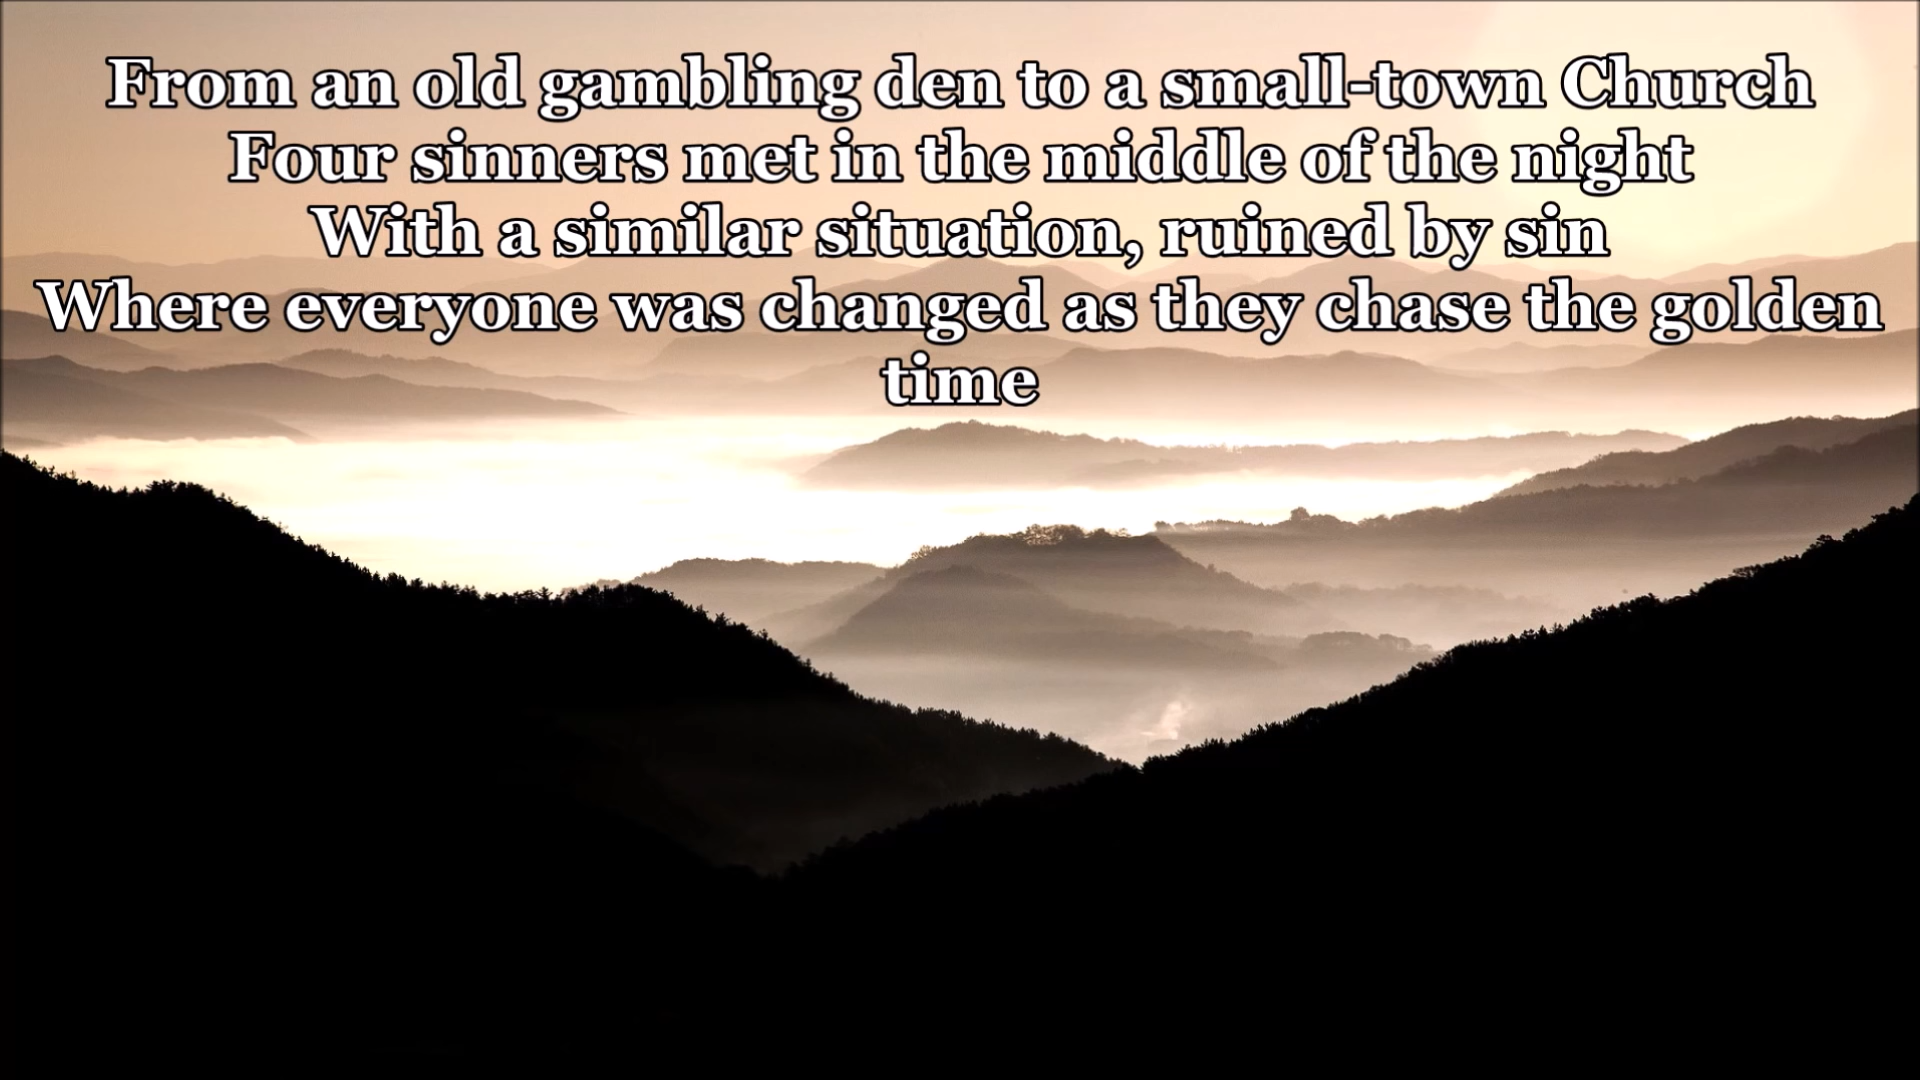 From an old gambling den to a small-town Church
Four sinners met in the middle of the night
With a similar situation, ruined by sin
Where everyone was changed as they chase the golden
time